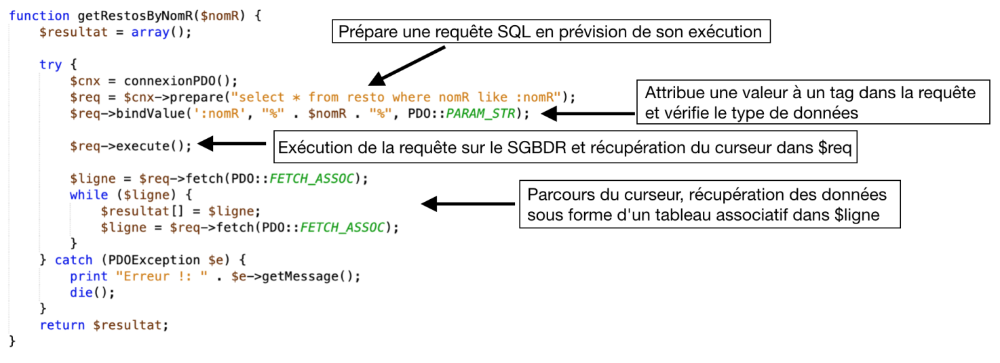 function getRestosByNomR($nomR) {
$resultat = array();
Prépare une requête SQL en prévision de son exécution
try {
$cnx = connexionPDO();
$req = $cnx->prepare("select * from resto where nomR like :nomR");
$req->bindValue(':nomR', "%" . $nomR . "%", PDO::PARAM_STR);
Attribue une valeur à un tag dans la requête
et vérifie le type de données
$req->execute();
Exécution de la requête sur le SGBDR et récupération du curseur dans $req
$ligne = $req->fetch(PDO::FETCH_ASSOC);
while ($ligne) {
$resultat[] = $ligne;
$ligne = $req->fetch(PDO::FETCH_ASSOC);
}
Parcours du curseur, récupération des données
sous forme d'un tableau associatif dans $ligne
} catch (PDOException $e) {
print "Erreur !: " . $e->getMessage();
die();
}
return $resultat;
}